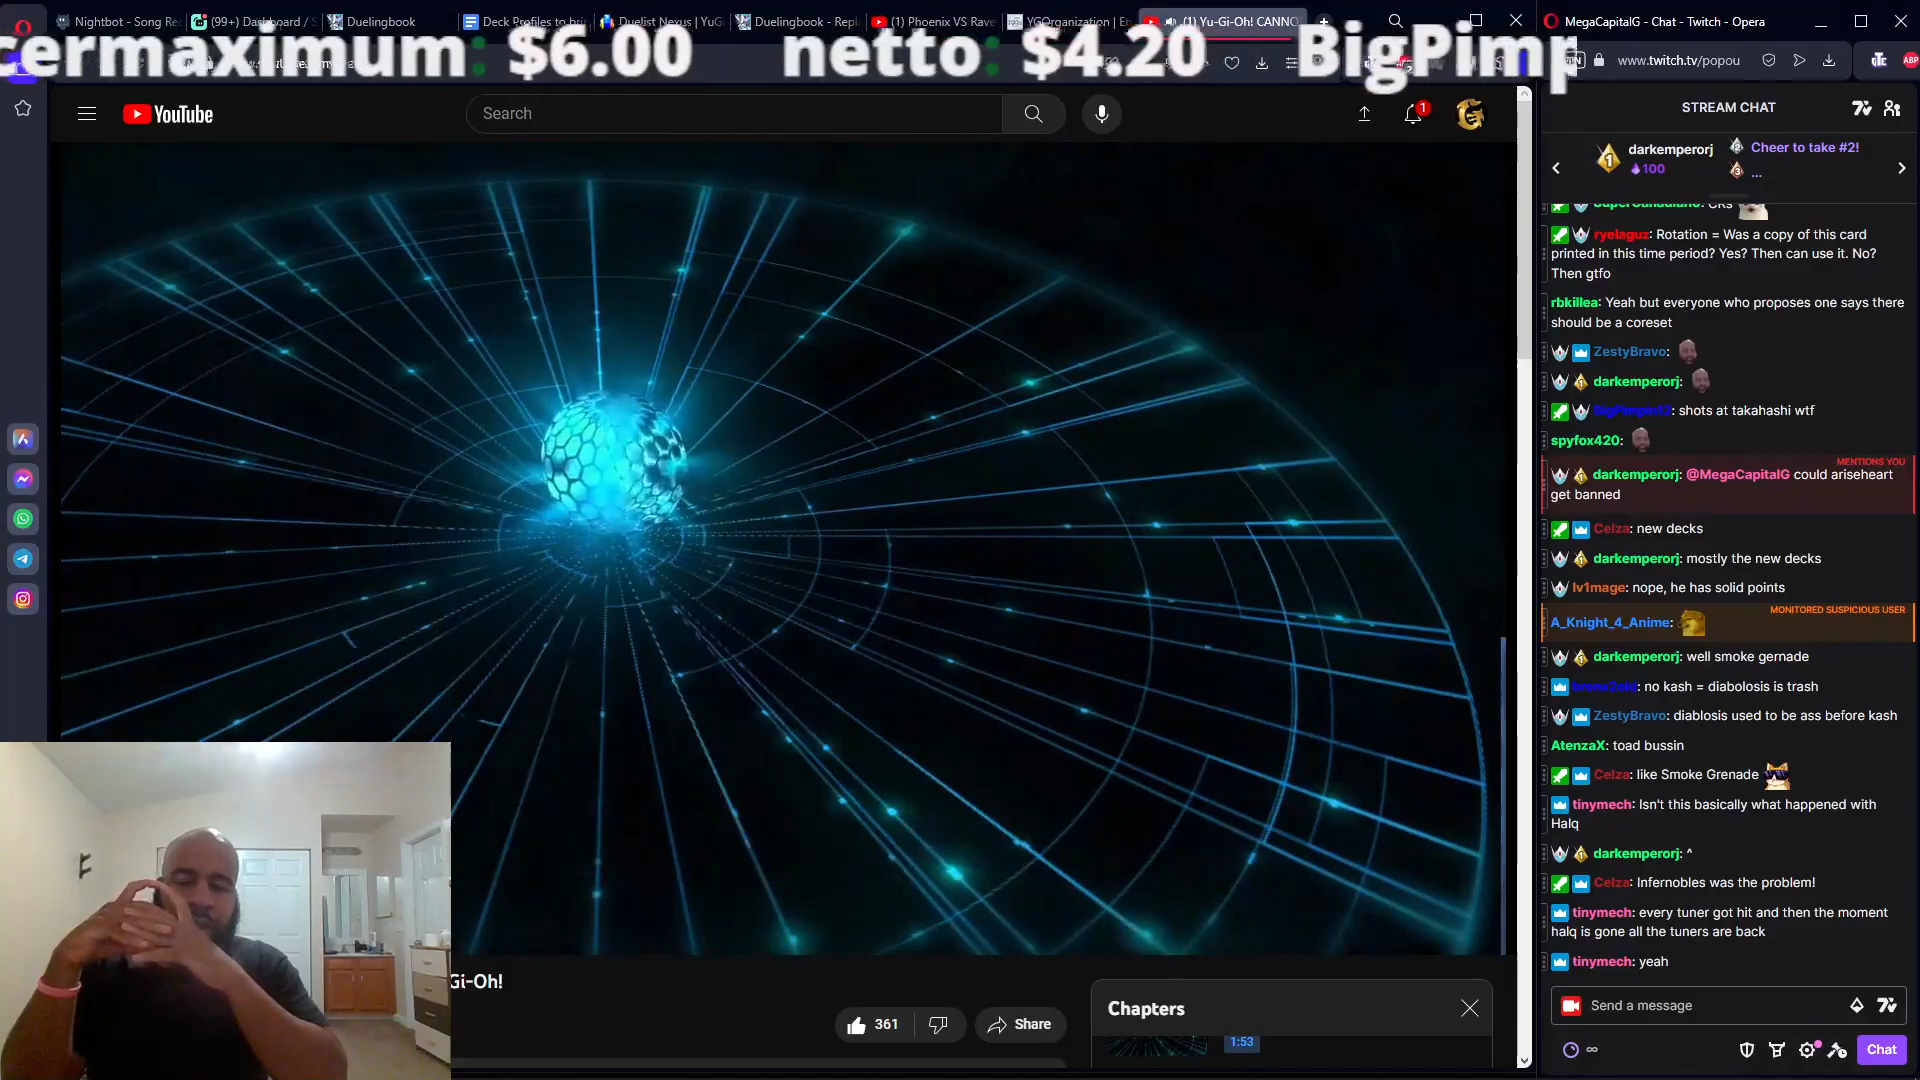 Nightbot - Song Re
(99+) Dashboard / S
Duelingbook
Deck Profiles to bri
Duelist Nexus | YuG
Duelingbook - Repl
(1) Phoenix VS Rave
YGOrganization | En
(1) Yu-Gi-Oh! CANNO
MegaCapitalG - Chat - Twitch - Opera
cermaximum: $6.00 netto: $4.20 BigPimp
www.twitch.tv/popou
YouTube
Search
1
STREAM CHAT
darkemperorj
100
Cheer to take #2!
...
ryelaguz: Rotation = Was a copy of this card
printed in this time period? Yes? Then can use it. No?
Then gtfo
rbkillea: Yeah but everyone who proposes one says there
should be a coreset
ZestyBravo:
darkemperorj:
shots at takahashi wtf
spyfox420:
MENTIONS YOU
darkemperorj: @MegaCapitalG could ariseheart
get banned
Celza: new decks
darkemperorj: mostly the new decks
lv1mage: nope, he has solid points
MONITORED SUSPICIOUS USER
A_Knight_4_Anime:
darkemperorj: well smoke gernade
no kash = diabolosis is trash
ZestyBravo: diablosis used to be ass before kash
AtenzaX: toad bussin
Celza: like Smoke Grenade
tinymech: Isn't this basically what happened with
Halq
darkemperorj: ^
Celza: Infernobles was the problem!
tinymech: every tuner got hit and then the moment
halq is gone all the tuners are back
tinymech: yeah
Gi-Oh!
361
Share
Chapters
1:53
Send a message
Chat